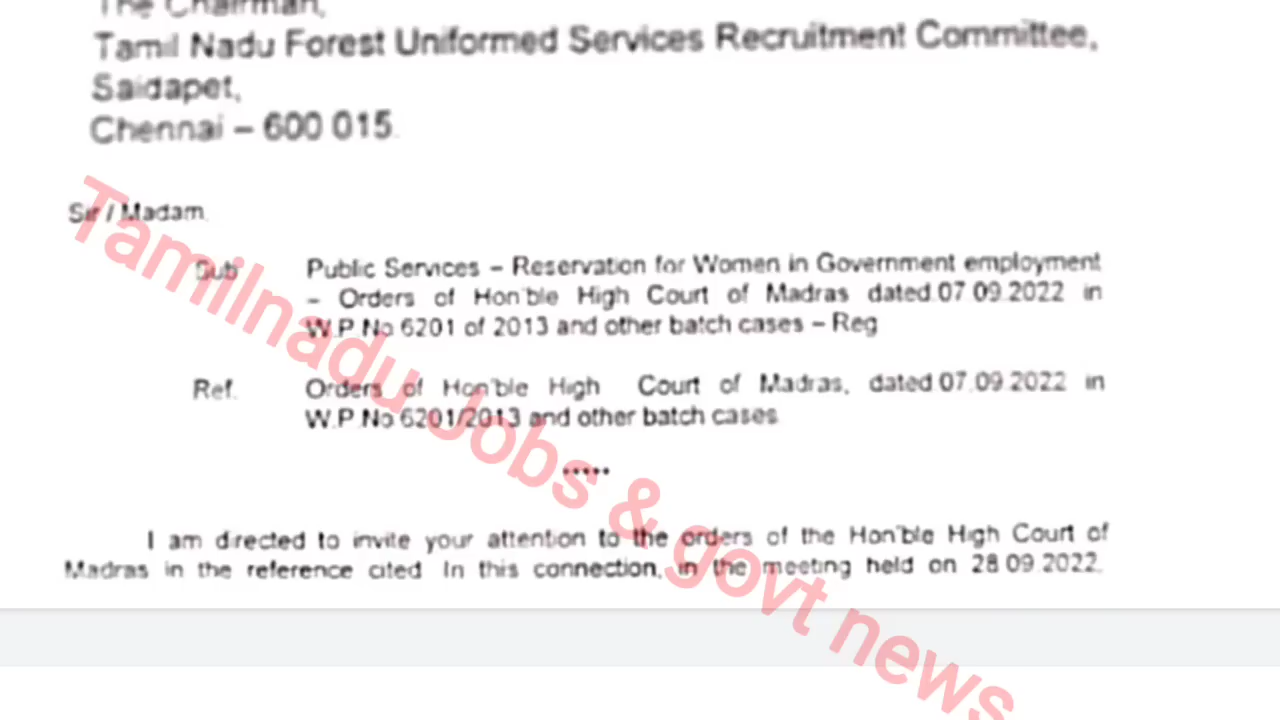 The Chairman,
Tamil Nadu Forest Uniformed Services Recruitment Committee,
Saidapet,
Chennai – 600 015.
Sir / Madam,
Sub Public Services – Reservation for Women in Government employment
– Orders of Hon'ble High Court of Madras dated 07.09.2022 in
W.P.No 6201 of 2013 and other batch cases – Reg
Ref. Orders of Hon'ble High Court of Madras, dated 07.09.2022 in
W.P.No 6201/2013 and other batch cases
*****
I am directed to invite your attention to the orders of the Hon'ble High Court of
Madras in the reference cited. In this connection, in the meeting held on 28.09.2022,
Tamilnadu Jobs & govt news